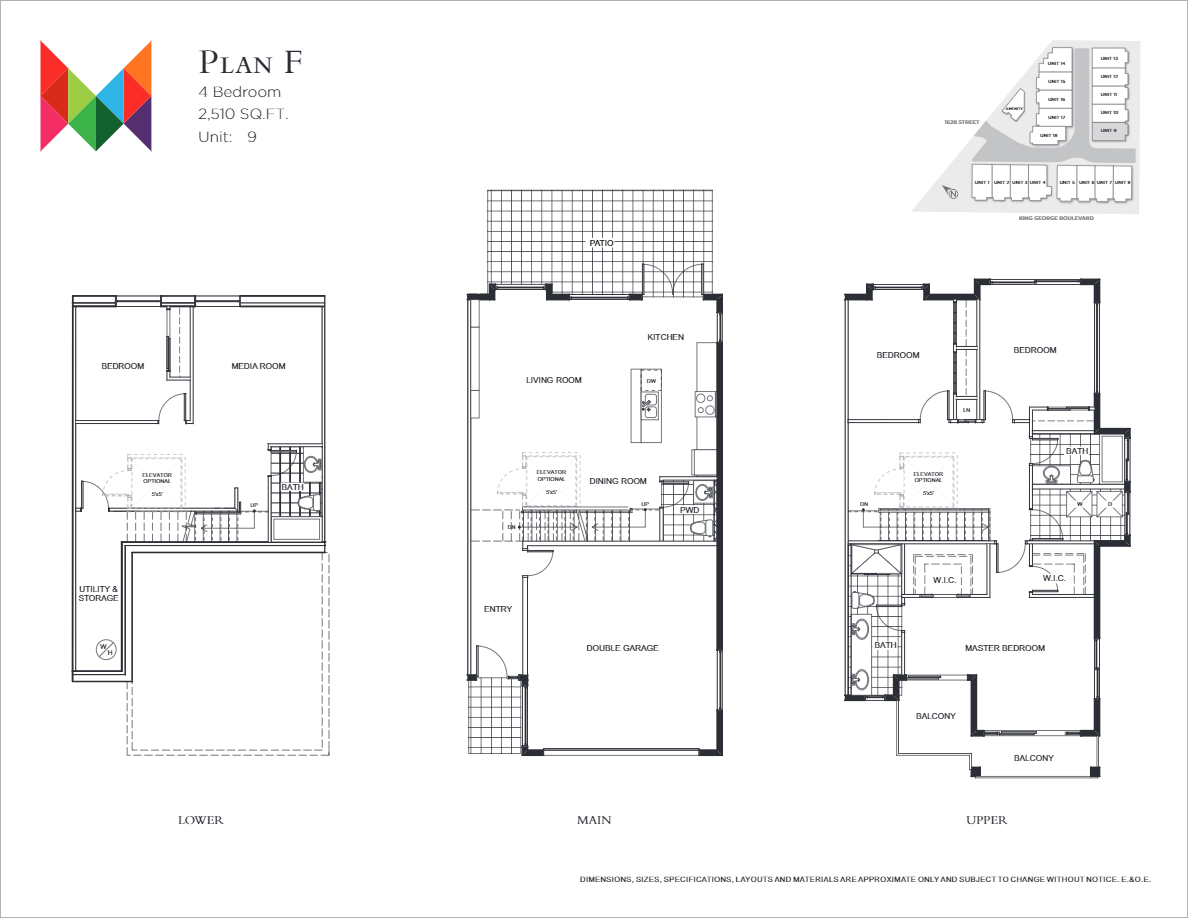 PLAN F
4 Bedroom
2,510 SQ.FT.
Unit: 9
UNIT 14
UNIT 15
UNIT 16
UNIT 17
UNIT 18
UNIT 13
UNIT 12
UNIT 11
UNIT 10
UNIT 9
AMENITY
162B STREET
UNIT 1
UNIT 2
UNIT 3
UNIT 4
UNIT 5
UNIT 6
UNIT 7
UNIT 8
N
KING GEORGE BOULEVARD
BEDROOM
MEDIA ROOM
ELEVATOR
OPTIONAL
5'x5'
BATH
UP
UTILITY &
STORAGE
W/H
LOWER
PATIO
KITCHEN
LIVING ROOM
DW
ELEVATOR
OPTIONAL
5'x5'
DINING ROOM
UP
PWD
DN
ENTRY
DOUBLE GARAGE
MAIN
BEDROOM
BEDROOM
LN
BATH
ELEVATOR
OPTIONAL
5'x5'
DN
W
D
W.I.C.
W.I.C.
BATH
MASTER BEDROOM
BALCONY
BALCONY
UPPER
DIMENSIONS, SIZES, SPECIFICATIONS, LAYOUTS AND MATERIALS ARE APPROXIMATE ONLY AND SUBJECT TO CHANGE WITHOUT NOTICE. E.&O.E.